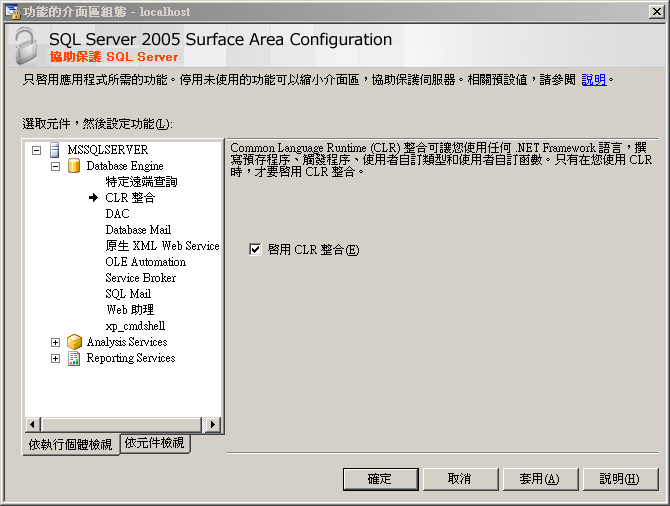 功能的介面區組態 - localhost
SQL Server 2005 Surface Area Configuration
協助保護 SQL Server
只啓用應用程式所需的功能。停用未使用的功能可以縮小介面區，協助保護伺服器。相關預設值，請參閱 說明。
選取元件，然後設定功能(L):
MSSQLSERVER
Database Engine
特定遠端查詢
CLR 整合
DAC
Database Mail
原生 XML Web Service
OLE Automation
Service Broker
SQL Mail
Web 助理
xp_cmdshell
Analysis Services
Reporting Services
依執行個體檢視
依元件檢視
Common Language Runtime (CLR) 整合可讓您使用任何 .NET Framework 語言，撰
寫預存程序、觸發程序、使用者自訂類型和使用者自訂函數。只有在您使用 CLR
時，才要啓用 CLR 整合。
啓用 CLR 整合(E)
確定
取消
套用(A)
說明(H)